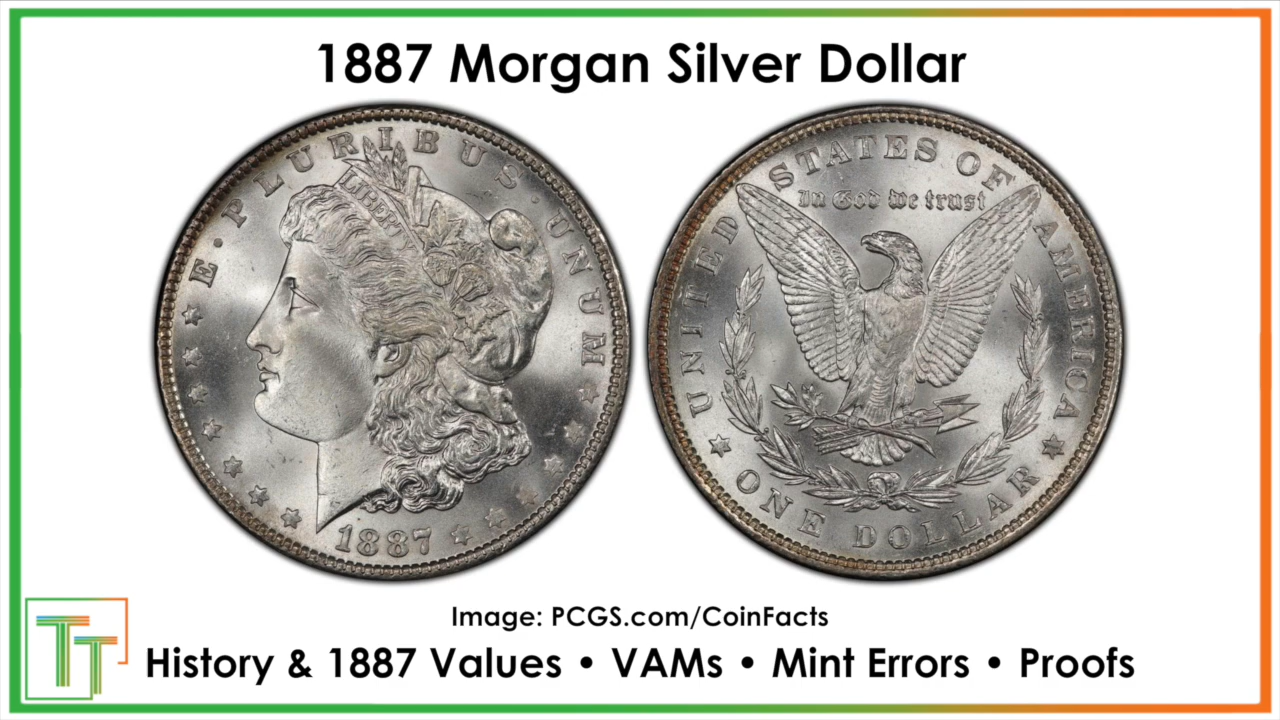 1887 Morgan Silver Dollar
E • PLURIBUS • UNUM
LIBERTY
1887
UNITED STATES OF AMERICA
In God we trust
ONE DOLLAR
Image: PCGS.com/CoinFacts
TT
History & 1887 Values • VAMs • Mint Errors • Proofs